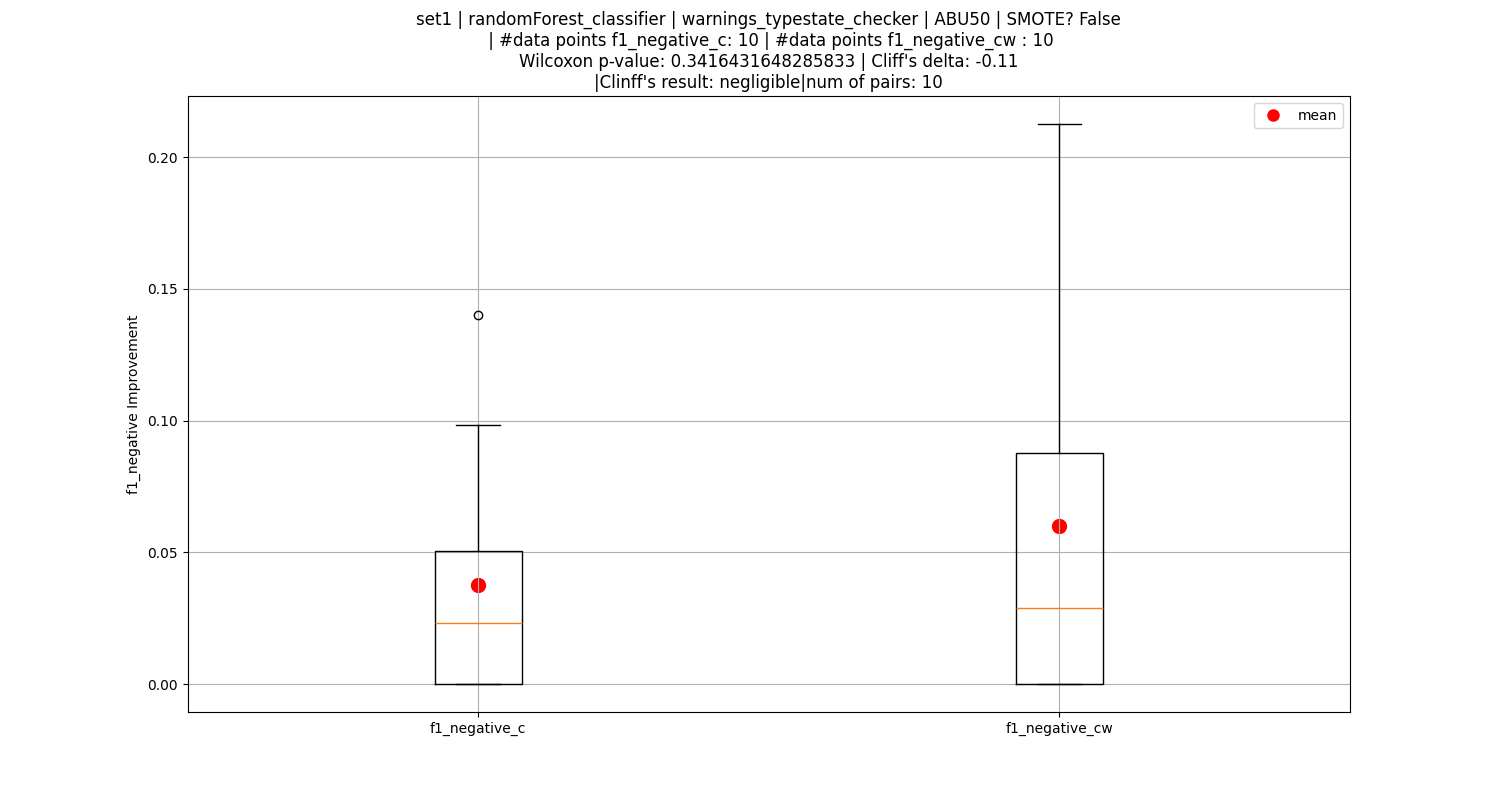 set1 | randomForest_classifier | warnings_typestate_checker | ABU50 | SMOTE? False
| #data points f1_negative_c: 10 | #data points f1_negative_cw : 10
Wilcoxon p-value: 0.3416431648285833 | Cliff's delta: -0.11
|Clinff's result: negligible|num of pairs: 10
mean
0.20
0.15
0.10
0.05
0.00
f1_negative Improvement
f1_negative_c
f1_negative_cw